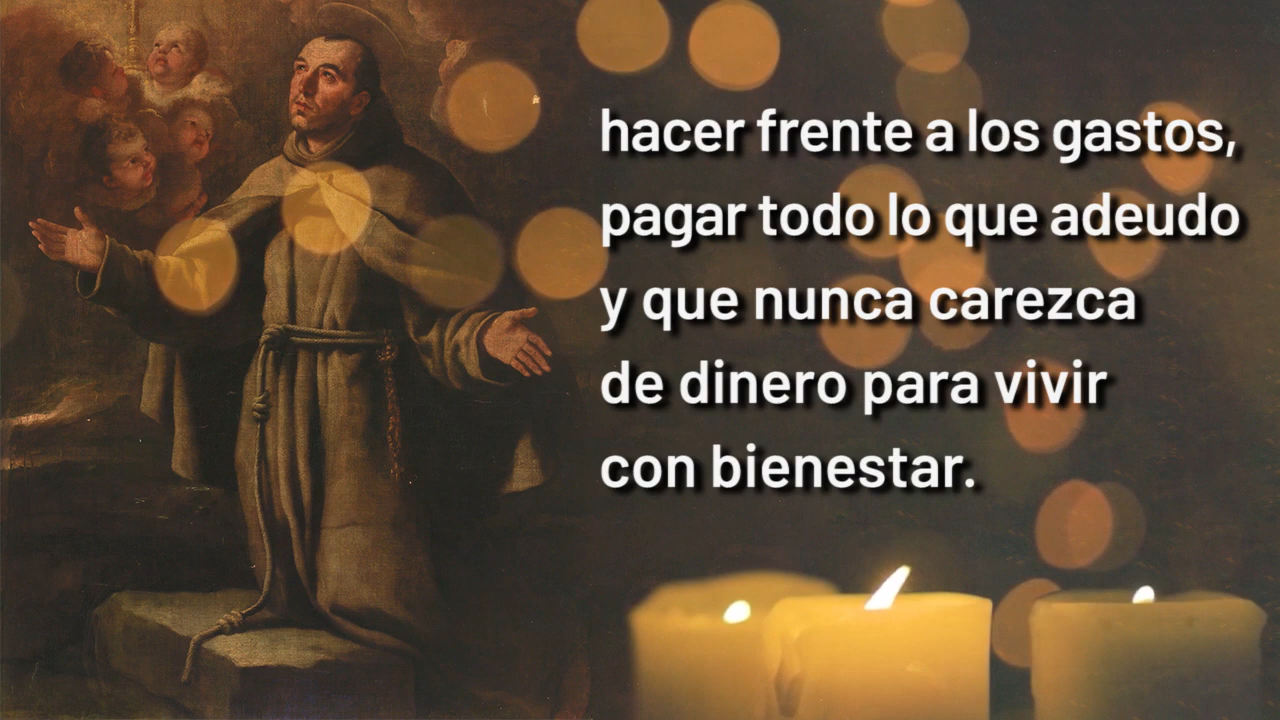 hacer frente a los gastos,
pagar todo lo que adeudo
y que nunca carezca
de dinero para vivir
con bienestar.